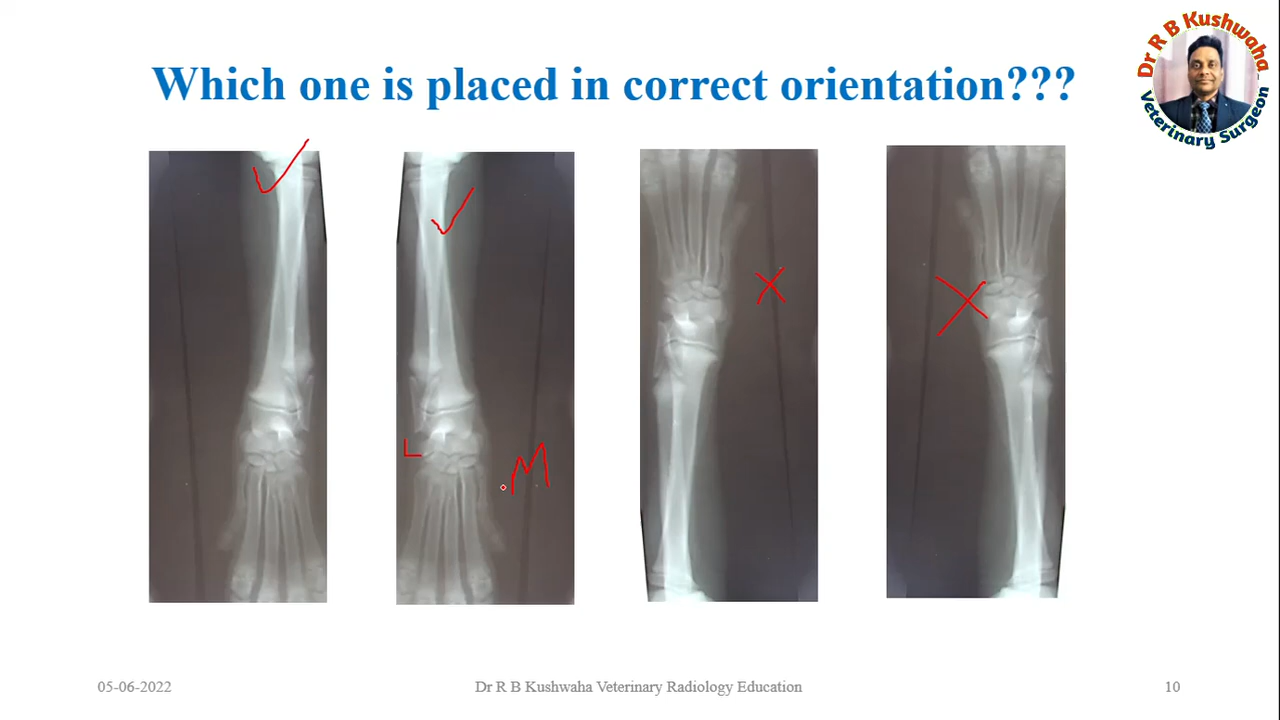 Dr R B Kushwaha
Veterinary Surgeon
Which one is placed in correct orientation???
L
M
05-06-2022
Dr R B Kushwaha Veterinary Radiology Education
10